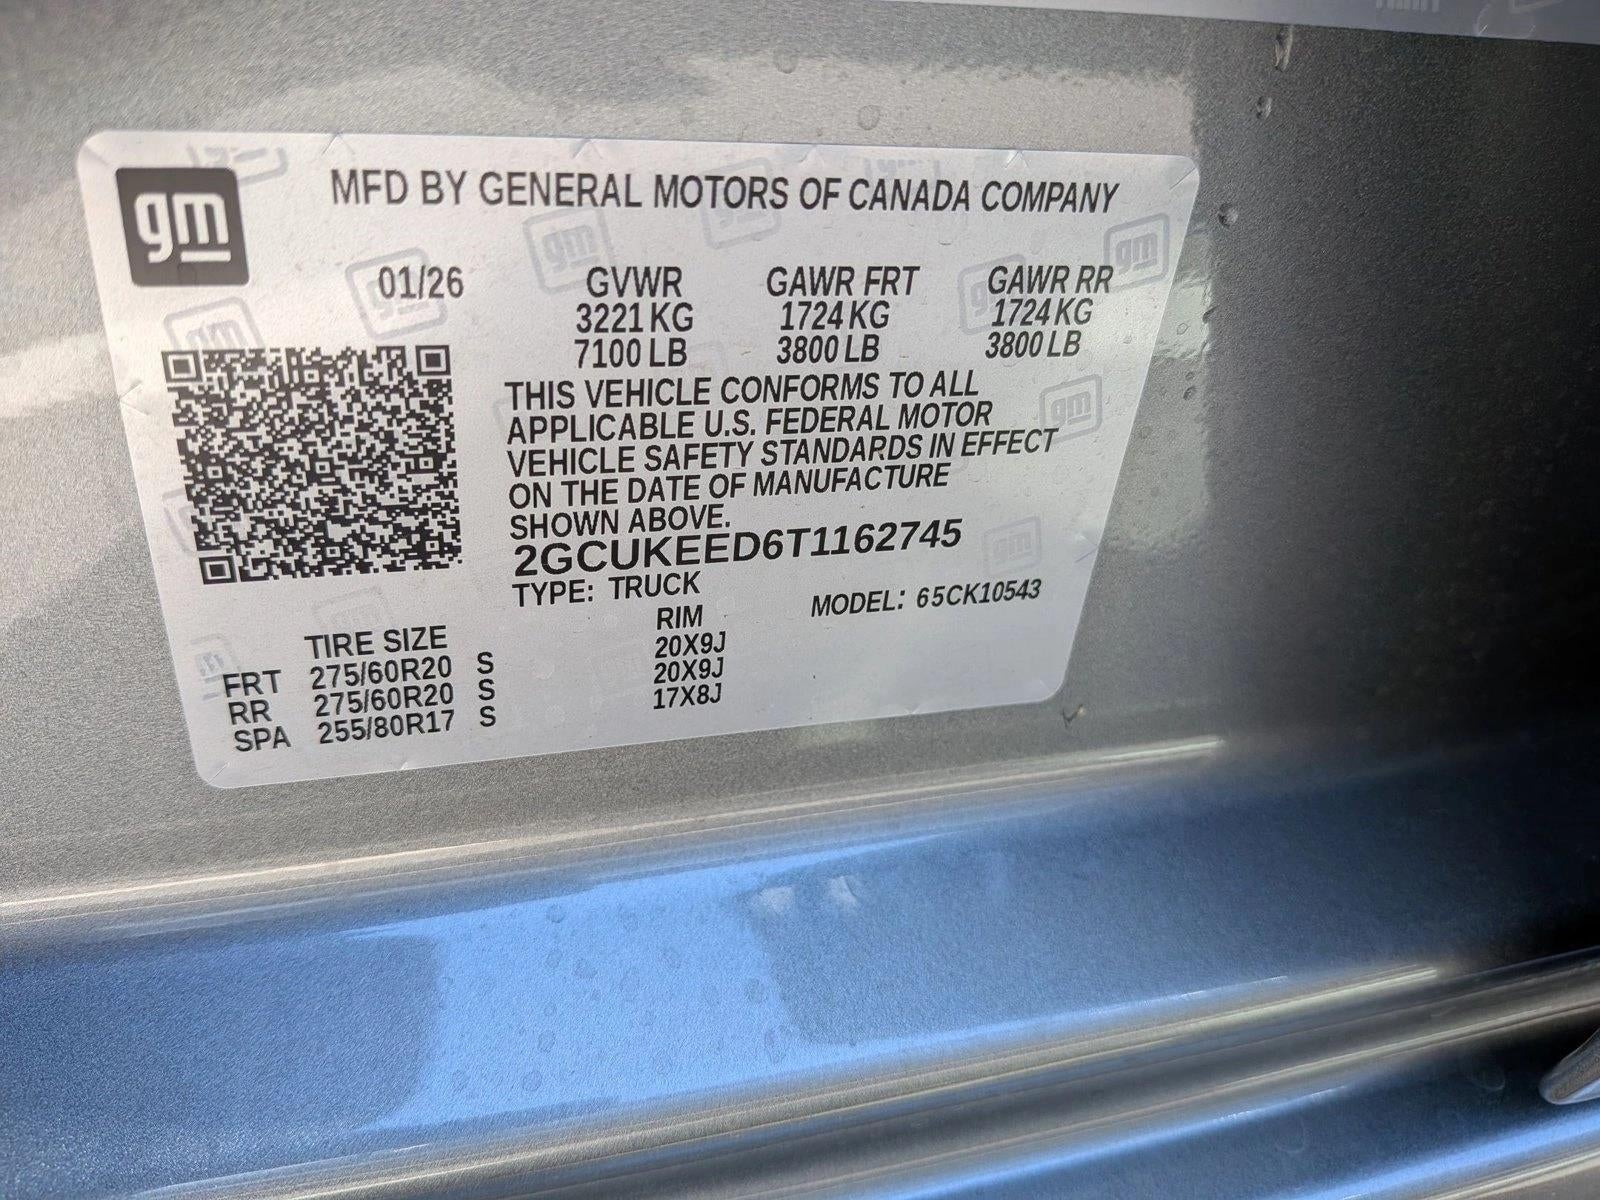 gm
MFD BY GENERAL MOTORS OF CANADA COMPANY
01/26 GVWR GAWR FRT GAWR RR
3221 KG 1724 KG 1724 KG
7100 LB 3800 LB 3800 LB
THIS VEHICLE CONFORMS TO ALL
APPLICABLE U.S. FEDERAL MOTOR
VEHICLE SAFETY STANDARDS IN EFFECT
ON THE DATE OF MANUFACTURE
SHOWN ABOVE.
2GCUKEED6T1162745
TYPE: TRUCK MODEL: 65CK10543
TIRE SIZE RIM
FRT 275/60R20 S 20X9J
RR 275/60R20 S 20X9J
SPA 255/80R17 S 17X8J